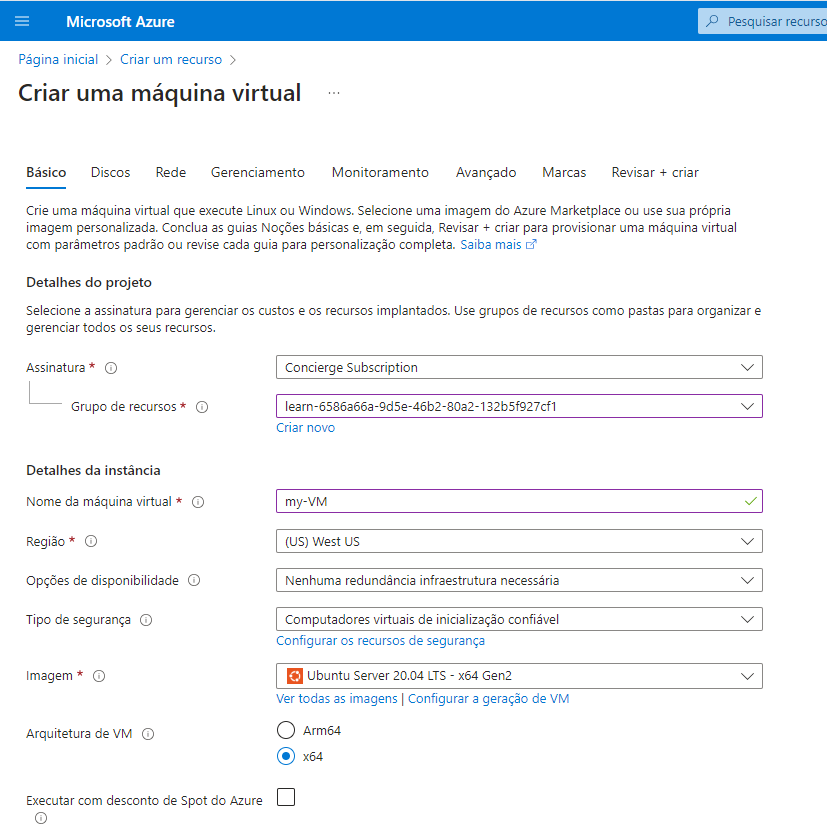 Microsoft Azure
Pesquisar recurso
Página inicial > Criar um recurso >
Criar uma máquina virtual ...
Básico Discos Rede Gerenciamento Monitoramento Avançado Marcas Revisar + criar
Crie uma máquina virtual que execute Linux ou Windows. Selecione uma imagem do Azure Marketplace ou use sua própria
imagem personalizada. Conclua as guias Noções básicas e, em seguida, Revisar + criar para provisionar uma máquina virtual
com parâmetros padrão ou revise cada guia para personalização completa. Saiba mais
Detalhes do projeto
Selecione a assinatura para gerenciar os custos e os recursos implantados. Use grupos de recursos como pastas para organizar e
gerenciar todos os seus recursos.
Assinatura * Concierge Subscription
Grupo de recursos * learn-6586a66a-9d5e-46b2-80a2-132b5f927cf1
Criar novo
Detalhes da instância
Nome da máquina virtual * my-VM
Região * (US) West US
Opções de disponibilidade Nenhuma redundância infraestrutura necessária
Tipo de segurança Computadores virtuais de inicialização confiável
Configurar os recursos de segurança
Imagem * Ubuntu Server 20.04 LTS - x64 Gen2
Ver todas as imagens | Configurar a geração de VM
Arquitetura de VM Arm64
x64
Executar com desconto de Spot do Azure